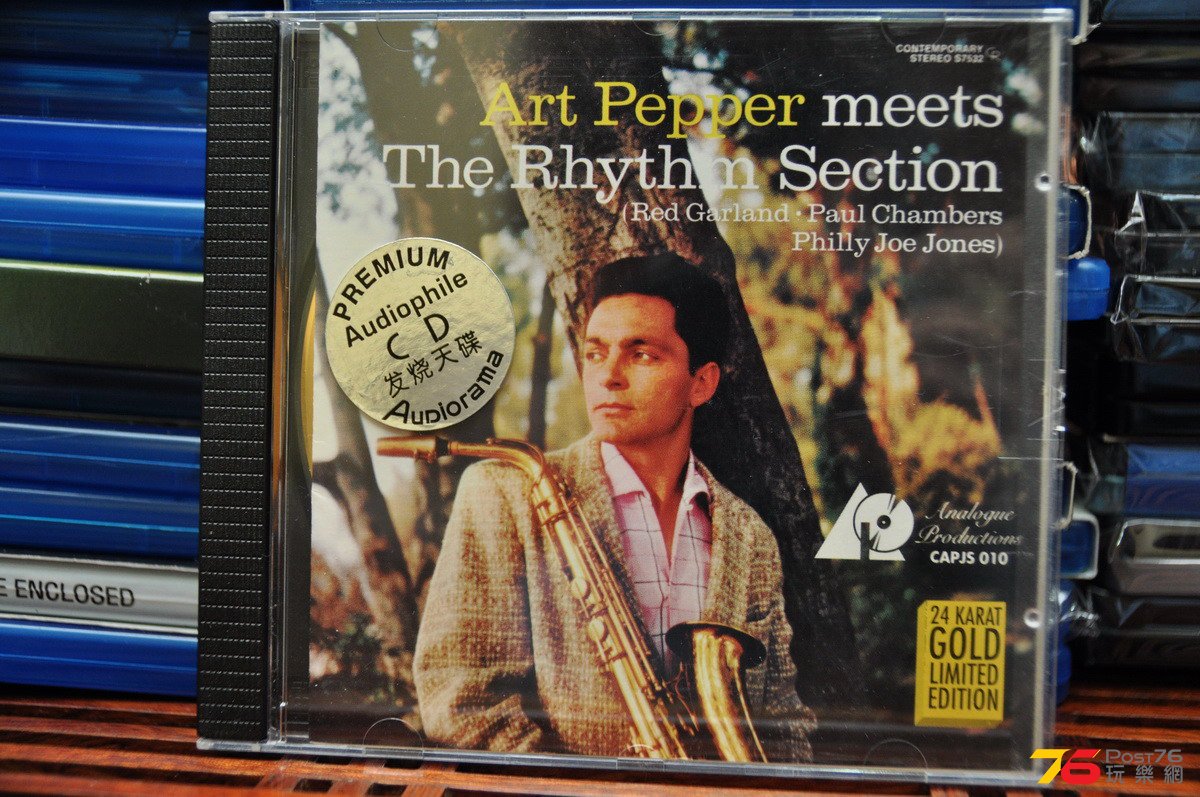 CONTEMPORARY
STEREO S7532
Art Pepper meets
The Rhythm Section
(Red Garland · Paul Chambers
Philly Joe Jones)
PREMIUM
Audiophile
CD
发烧天碟
AUDIORAMA
Analogue
Productions
CAPJS 010
24 KARAT
GOLD
LIMITED
EDITION
E ENCLOSED
76 POST76
玩樂網